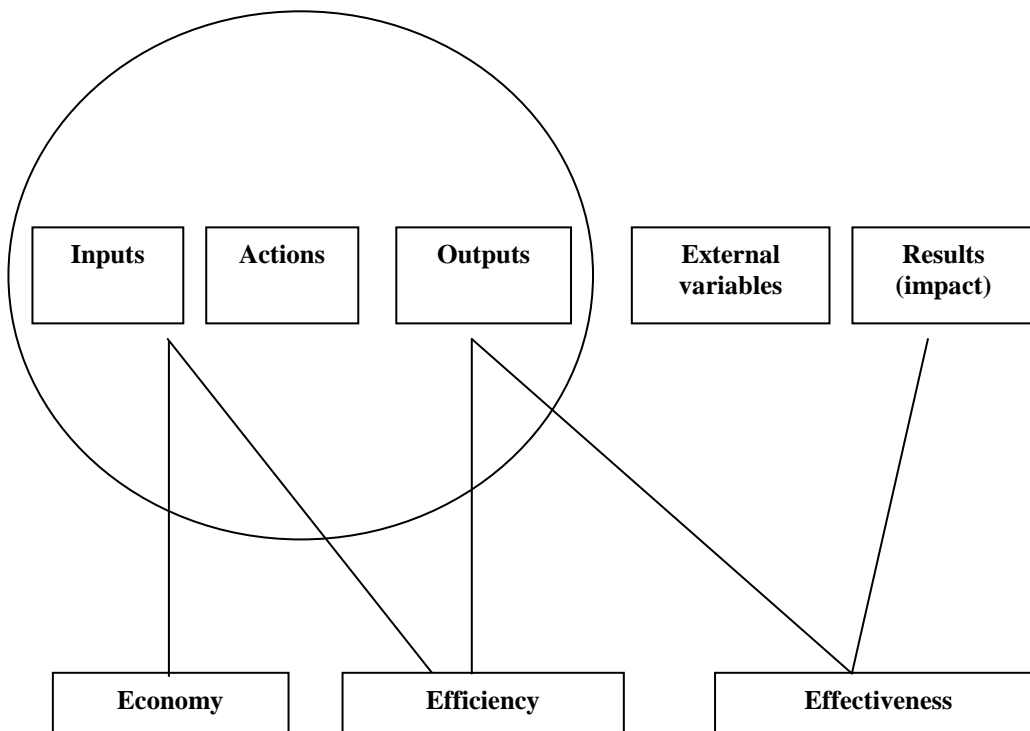 Inputs
Actions
Outputs
External
variables
Results
(impact)
Economy
Efficiency
Effectiveness